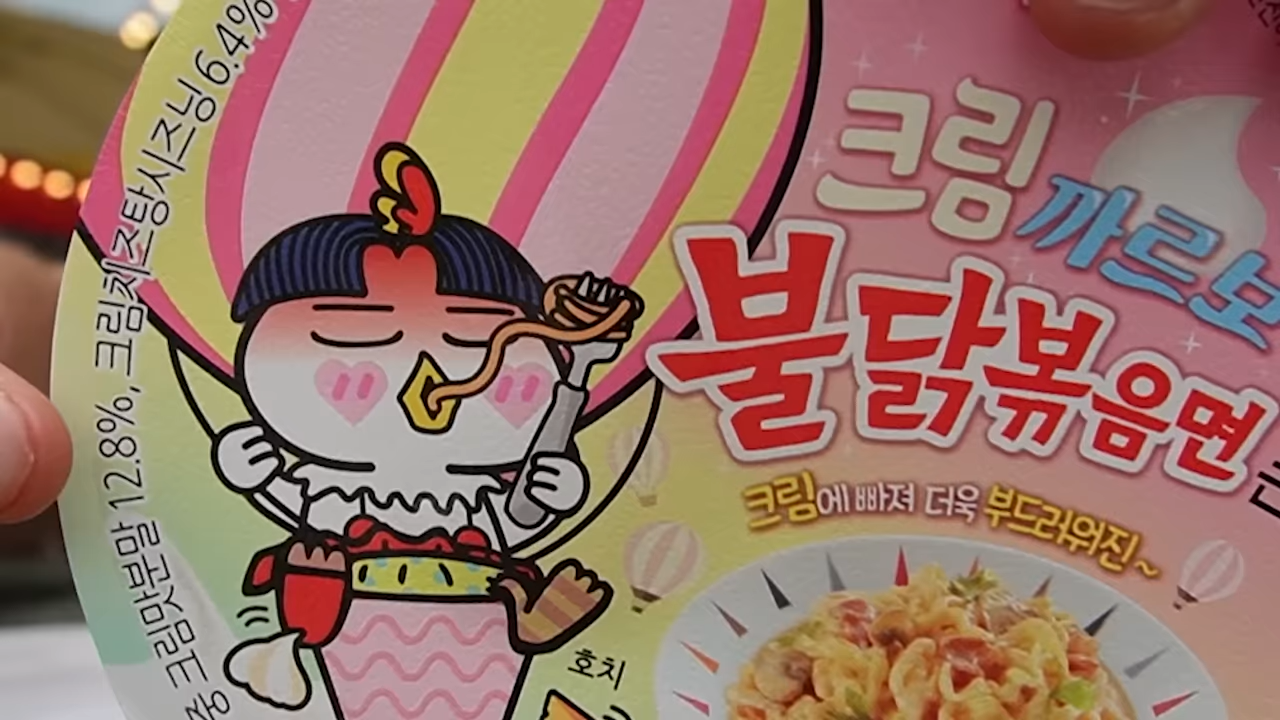 크림맛분말 12.8%, 크림치즈탕시즈닝 6.4%
크림
까르보
불닭볶음면
크림에 빠져 더욱 부드러워진~
호치